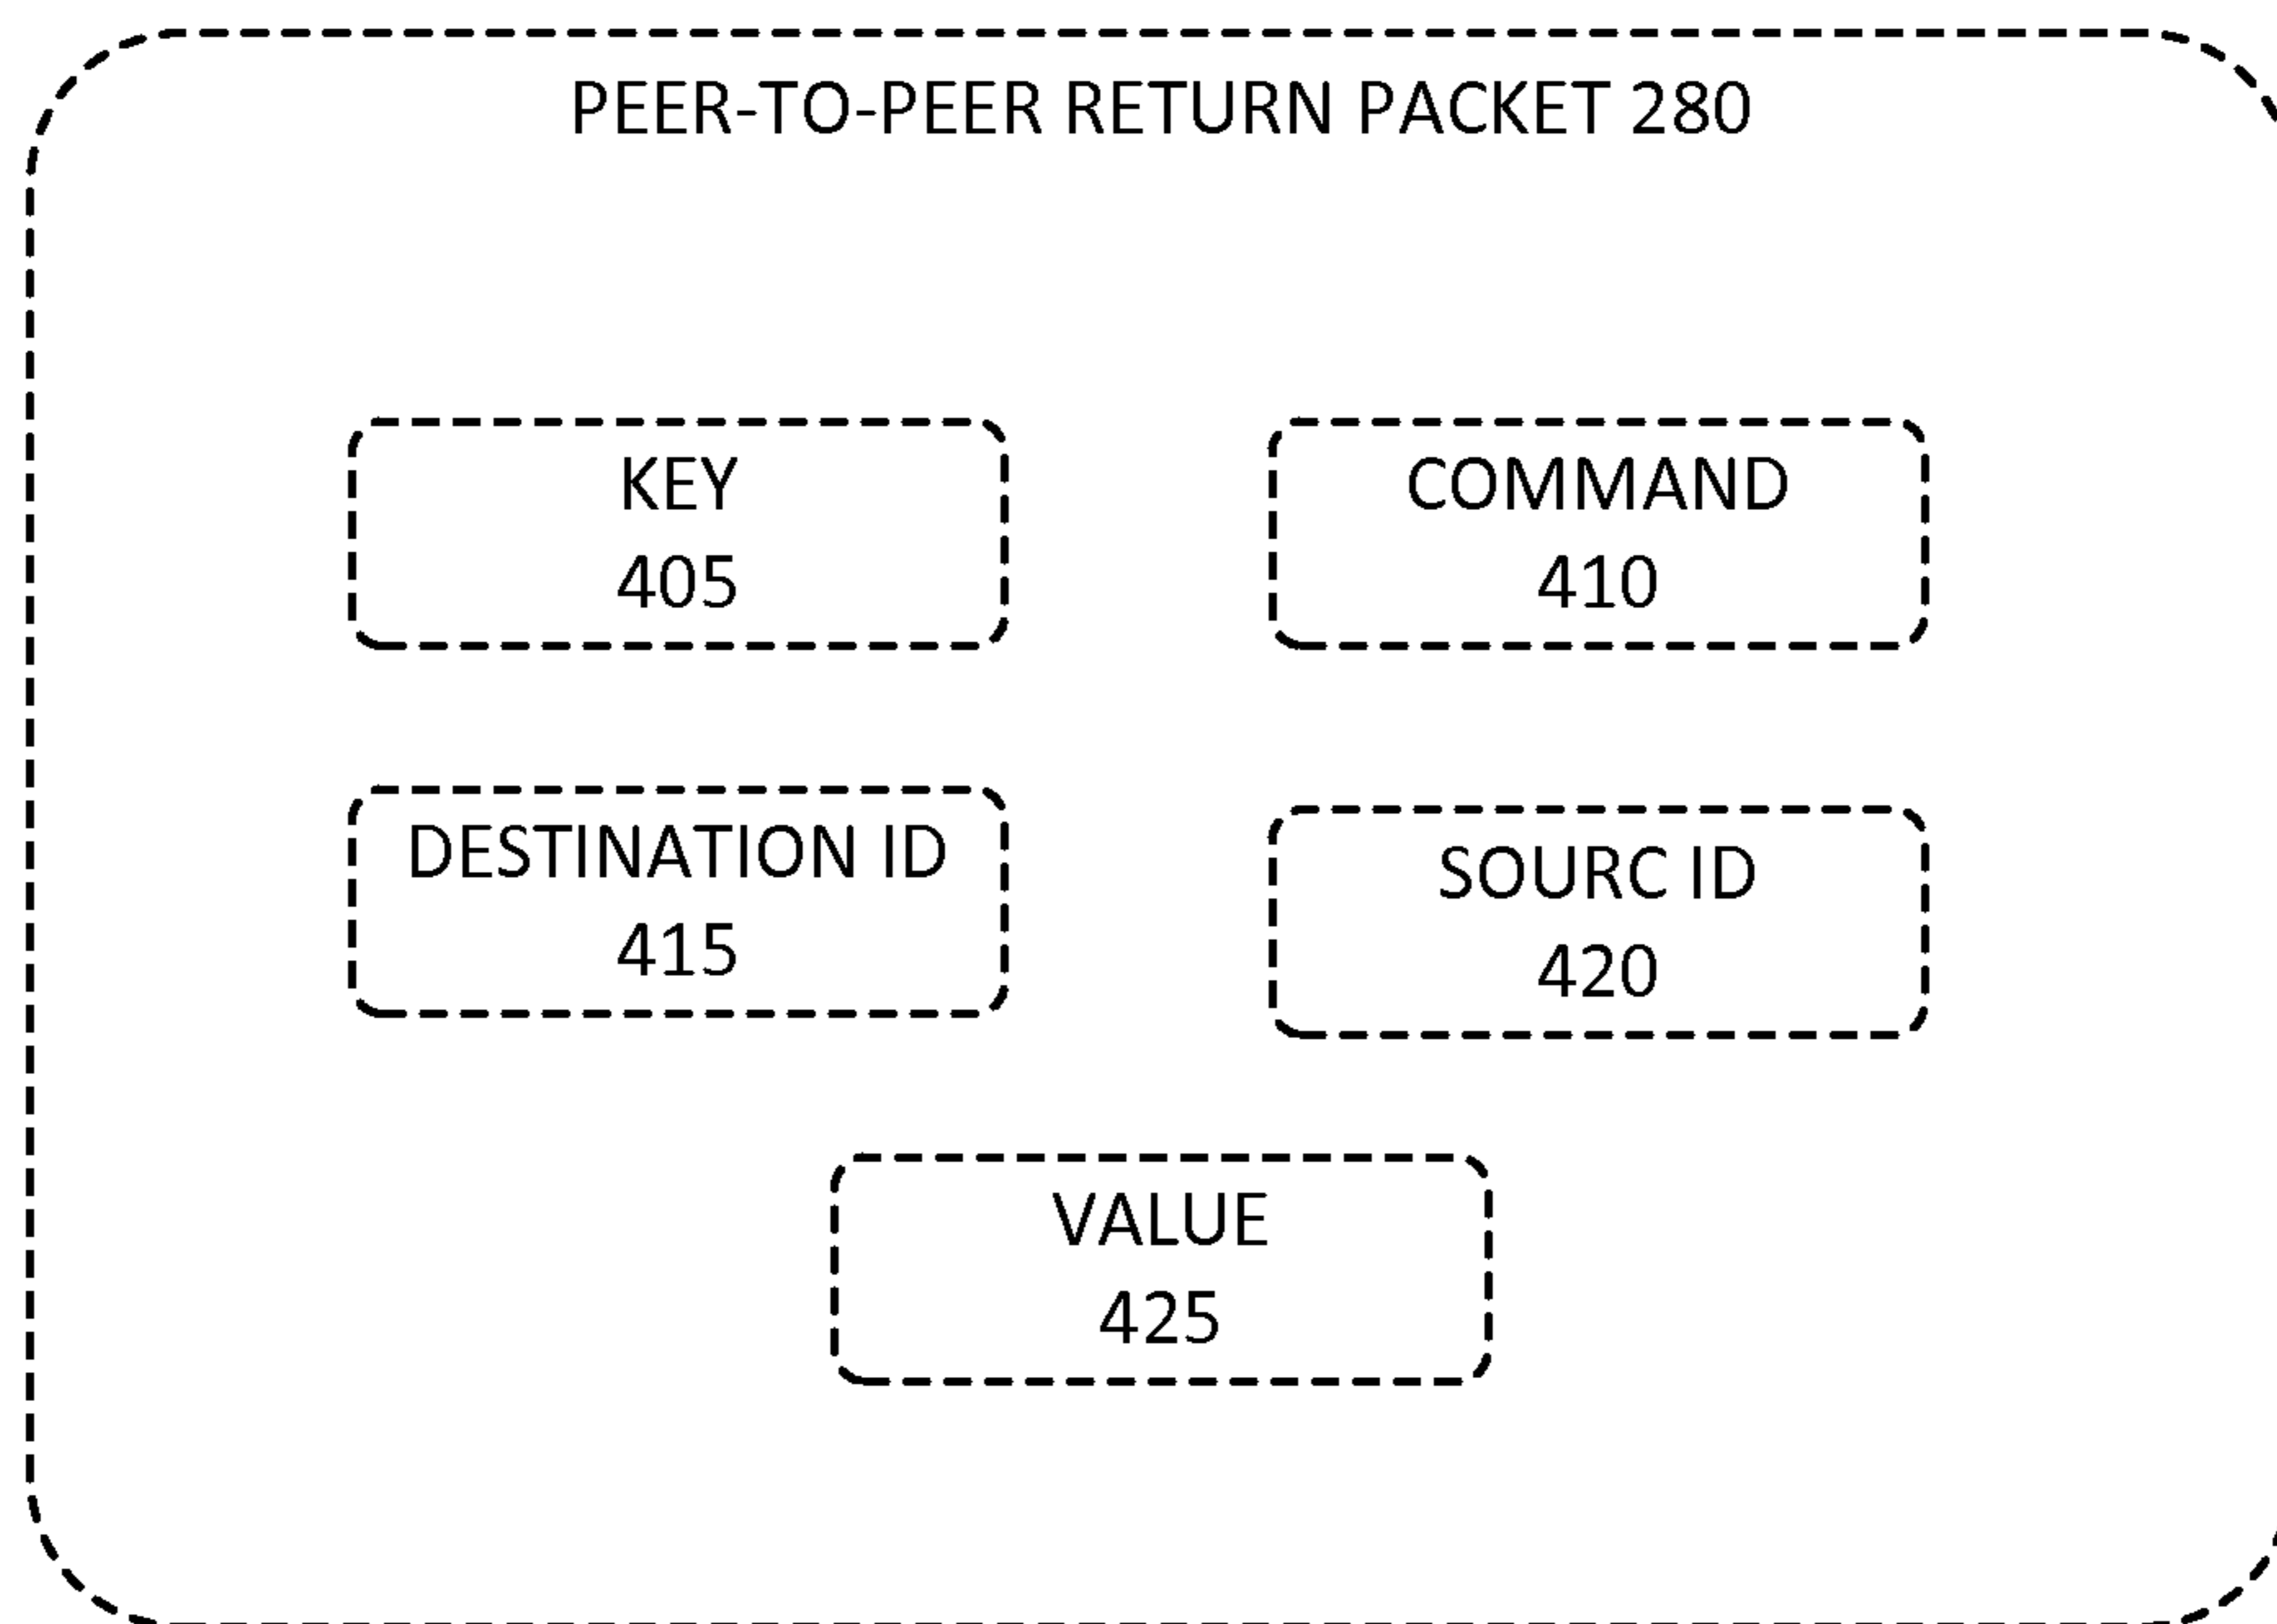 PEER-TO-PEER RETURN PACKET 280
KEY
405
COMMAND
410
DESTINATION ID
415
SOURC ID
420
VALUE
425